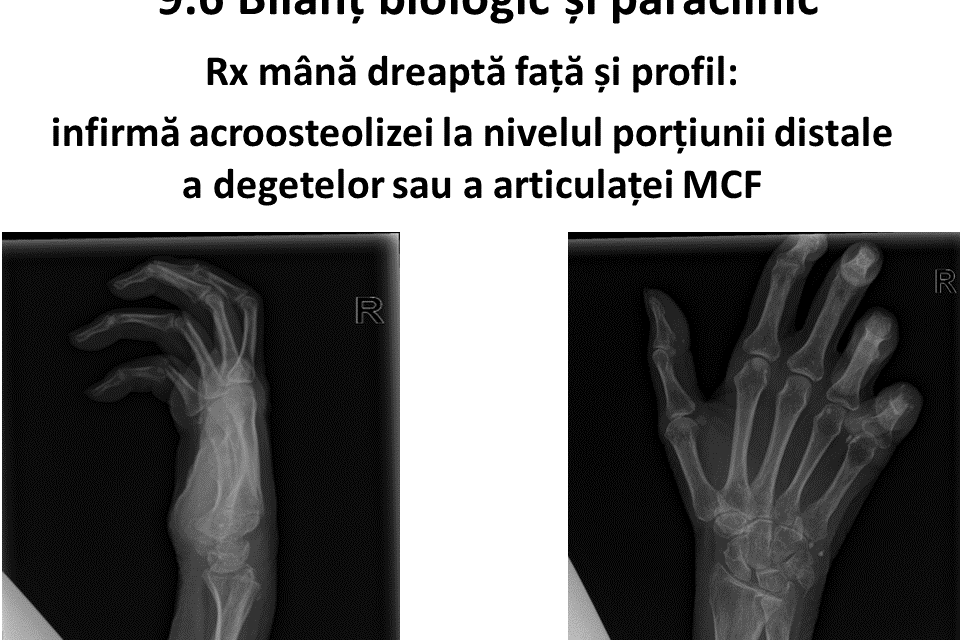 9.6 Bilanț biologic și paraclinic
Rx mână dreaptă față și profil:
infirmă acroosteolizei la nivelul porțiunii distale
a degetelor sau a articulaței MCF
R
R